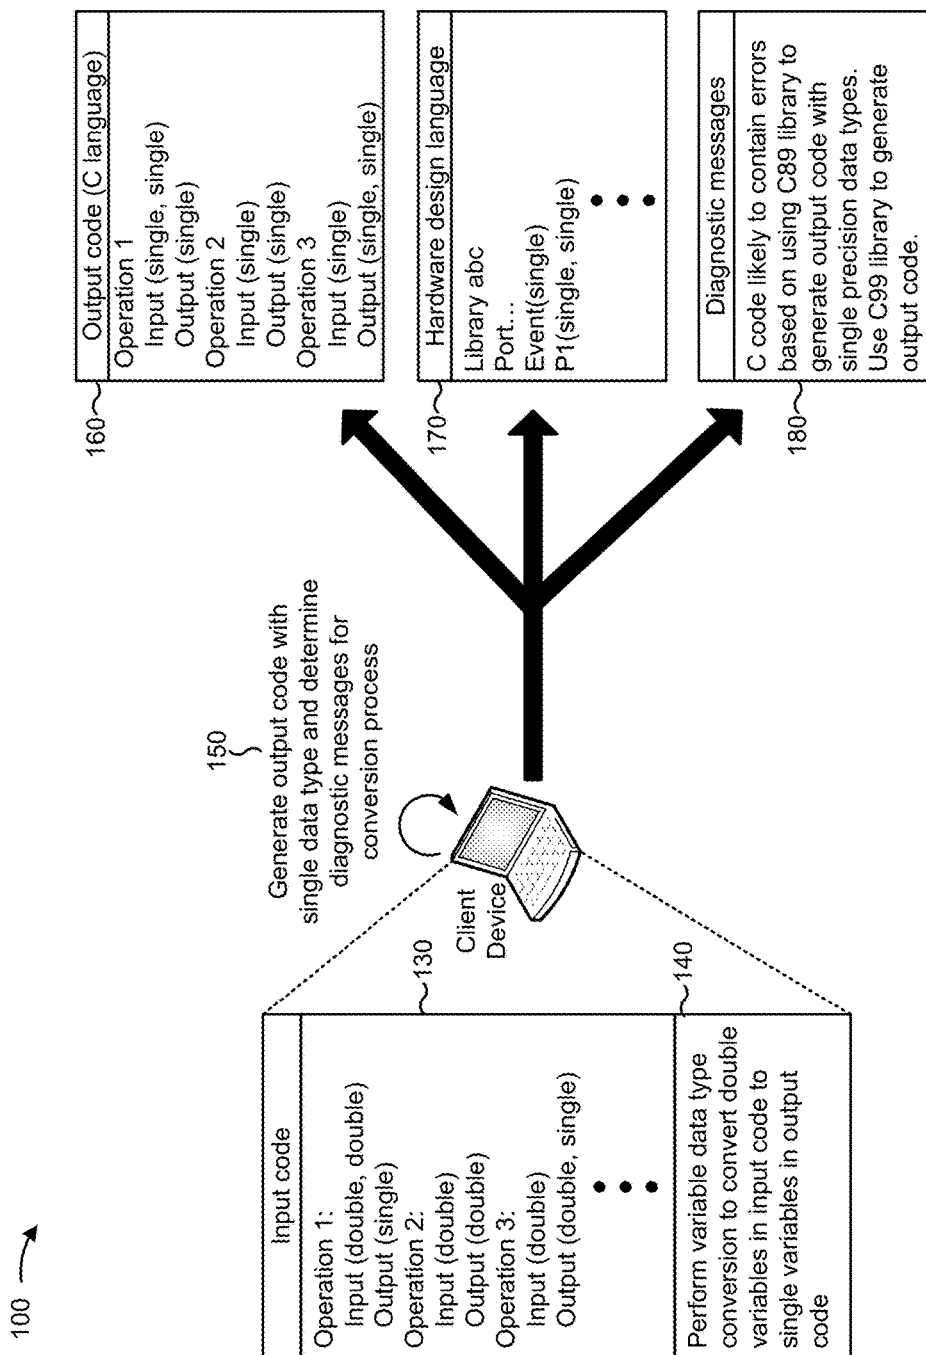 100
Input code
Operation 1:
Input (double, double)
Output (single)
Operation 2:
Input (double)
Output (double)
Operation 3:
Input (double)
Output (double, single)
130
140
Perform variable data type
conversion to convert double
variables in input code to
single variables in output
code
Client
Device
150
Generate output code with
single data type and determine
diagnostic messages for
conversion process
160
Output code (C language)
Operation 1
Input (single, single)
Output (single)
Operation 2
Input (single)
Output (single)
Operation 3
Input (single)
Output (single, single)
170
Hardware design language
Library abc
Port...
Event(single)
P1(single, single)
180
Diagnostic messages
C code likely to contain errors
based on using C89 library to
generate output code with
single precision data types.
Use C99 library to generate
output code.